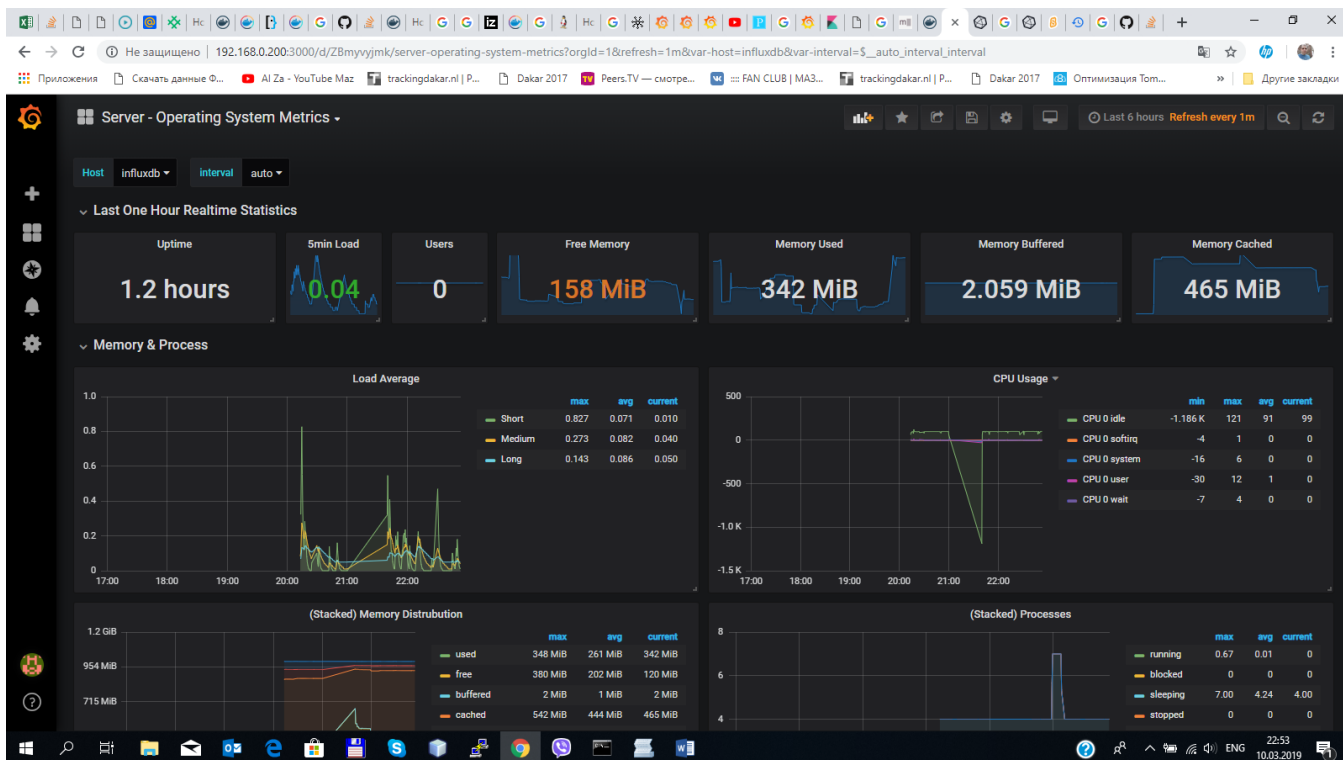 Hc
Hc
G
G
G
iz
G
Hc
G
G
P
G
G
G
G
G
Не защищено | 192.168.0.200:3000/d/ZBmyvyjmk/server-operating-system-metrics?orgId=1&refresh=1m&var-host=influxdb&var-interval=$__auto_interval_interval
Приложения Скачать данные Ф... Al Za - YouTube Maz trackingdakar.nl | P... Dakar 2017 Peers.TV — смотре... :::: FAN CLUB | МАЗ... trackingdakar.nl | P... Dakar 2017 Оптимизация Tom... » Другие закладки
Server - Operating System Metrics
Last 6 hours Refresh every 1m
Host influxdb interval auto
Last One Hour Realtime Statistics
Uptime 5min Load Users Free Memory Memory Used Memory Buffered Memory Cached
1.2 hours 0.04 0 158 MiB 342 MiB 2.059 MiB 465 MiB
Memory & Process
Load Average
max avg current
Short 0.827 0.071 0.010
Medium 0.273 0.082 0.040
Long 0.143 0.086 0.050
1.0
0.8
0.6
0.4
0.2
0
17:00 18:00 19:00 20:00 21:00 22:00
CPU Usage
min max avg current
CPU 0 idle -1.186 K 121 91 99
CPU 0 softirq -4 1 0 0
CPU 0 system -16 6 0 0
CPU 0 user -30 12 1 0
CPU 0 wait -7 4 0 0
500
0
-500
-1.0 K
-1.5 K
17:00 18:00 19:00 20:00 21:00 22:00
(Stacked) Memory Distrubution
max avg current
used 348 MiB 261 MiB 342 MiB
free 380 MiB 202 MiB 120 MiB
buffered 2 MiB 1 MiB 2 MiB
cached 542 MiB 444 MiB 465 MiB
1.2 GiB
954 MiB
715 MiB
(Stacked) Processes
max avg current
running 0.67 0.01 0
blocked 0 0 0
sleeping 7.00 4.24 4.00
stopped 0 0 0
8
6
4
ENG
22:53
10.03.2019